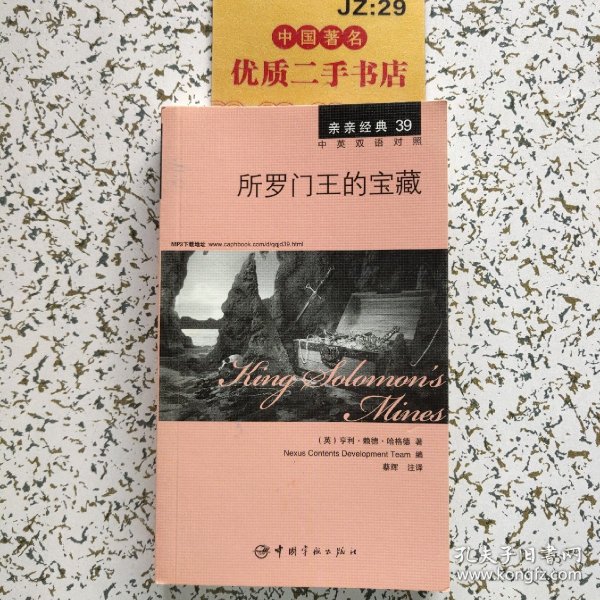 JZ:29
中国著名
优质二手书店
亲亲经典 39
中英双语对照
所罗门王的宝藏
MP3下载地址 www.caphbook.com/d/qqjd39.html
King Solomon's
Mines
（英）亨利·赖德·哈格德 著
Nexus Contents Development Team 编
蔡辉 注译
中国宇航出版社
孔夫子旧书网
www.kongfz.com